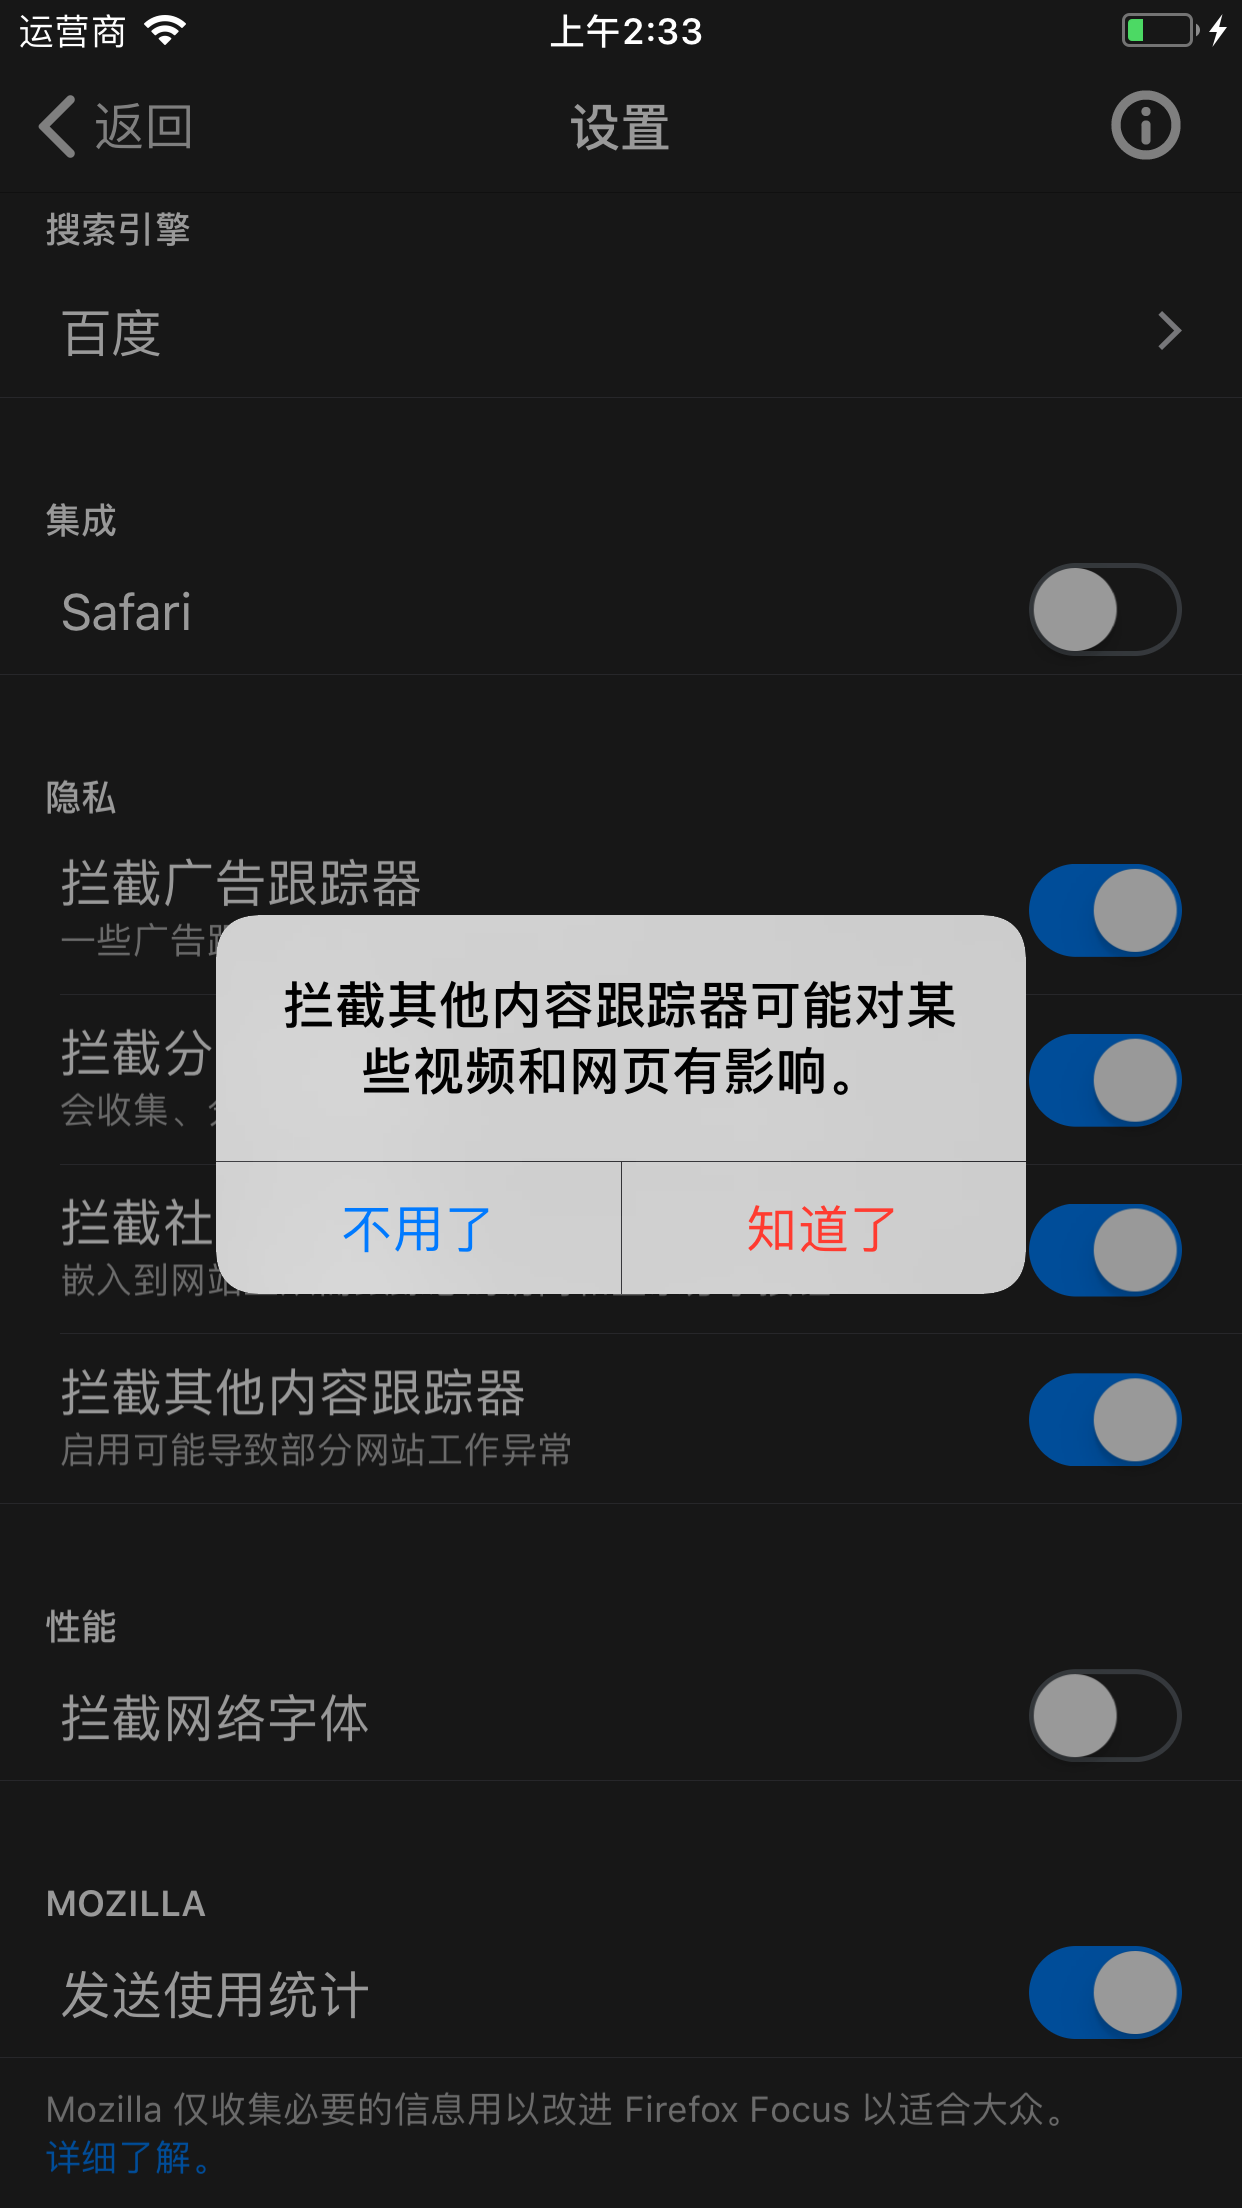 运营商
上午2:33
返回
设置
搜索引擎
百度
集成
Safari
隐私
拦截广告跟踪器
一些广告
拦截其他内容跟踪器可能对某
些视频和网页有影响。
拦截分
会收集、
不用了
知道了
拦截社
嵌入到网
拦截其他内容跟踪器
启用可能导致部分网站工作异常
性能
拦截网络字体
MOZILLA
发送使用统计
Mozilla 仅收集必要的信息用以改进 Firefox Focus 以适合大众。
详细了解。